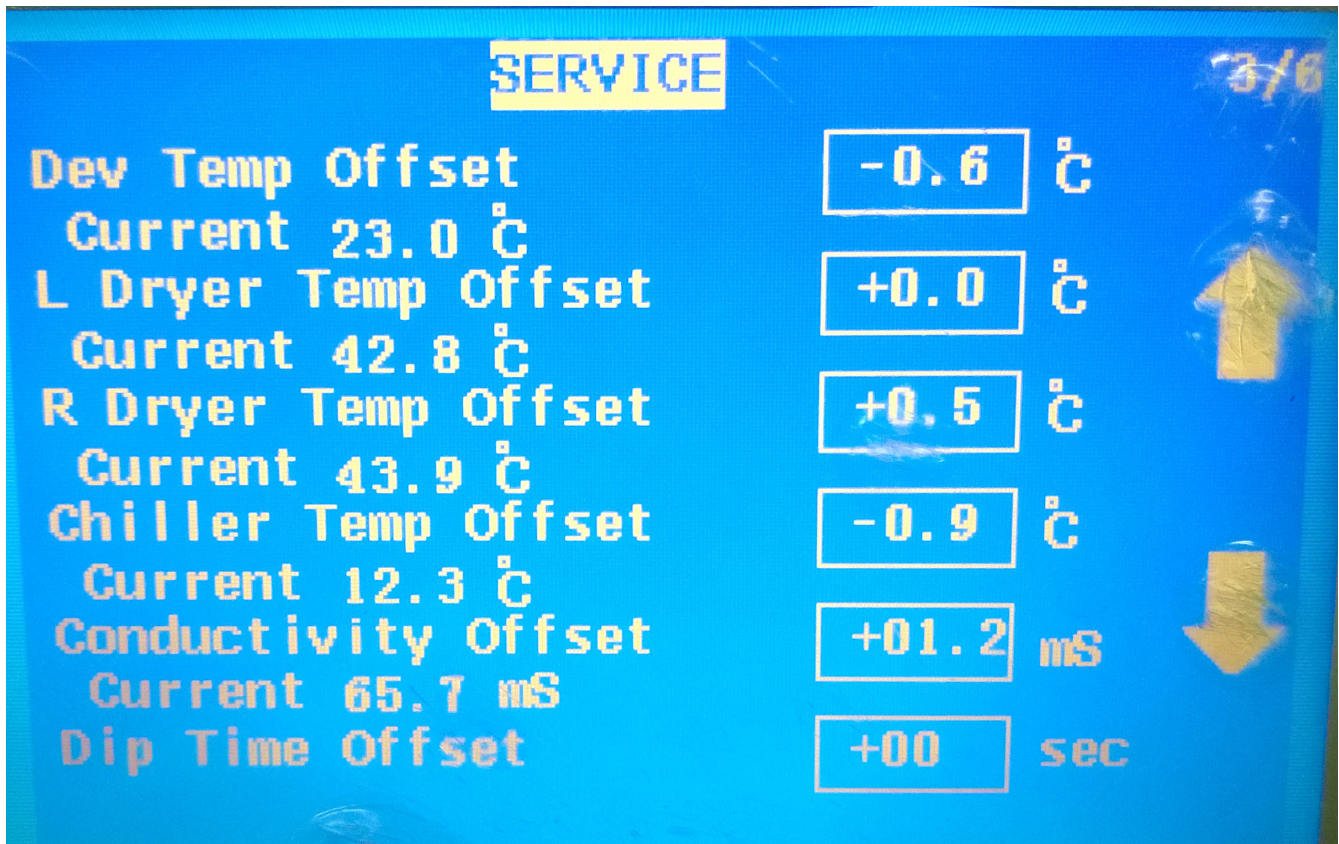 SERVICE
3/6
Dev Temp Offset -0.6 °C
Current 23.0 °C
L Dryer Temp Offset +0.0 °C
Current 42.8 °C
R Dryer Temp Offset +0.5 °C
Current 43.9 °C
Chiller Temp Offset -0.9 °C
Current 12.3 °C
Conductivity Offset +01.2 mS
Current 65.7 mS
Dip Time Offset +00 sec